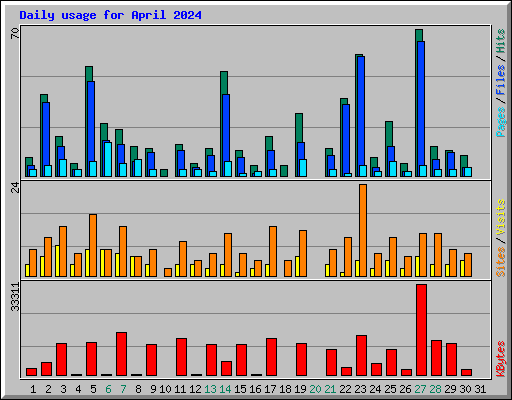 Daily usage for April 2024
70
Pages / Files / Hits
24
Sites / Visits
33311
KBytes
1 2 3 4 5 6 7 8 9 10 11 12 13 14 15 16 17 18 19 20 21 22 23 24 25 26 27 28 29 30 31